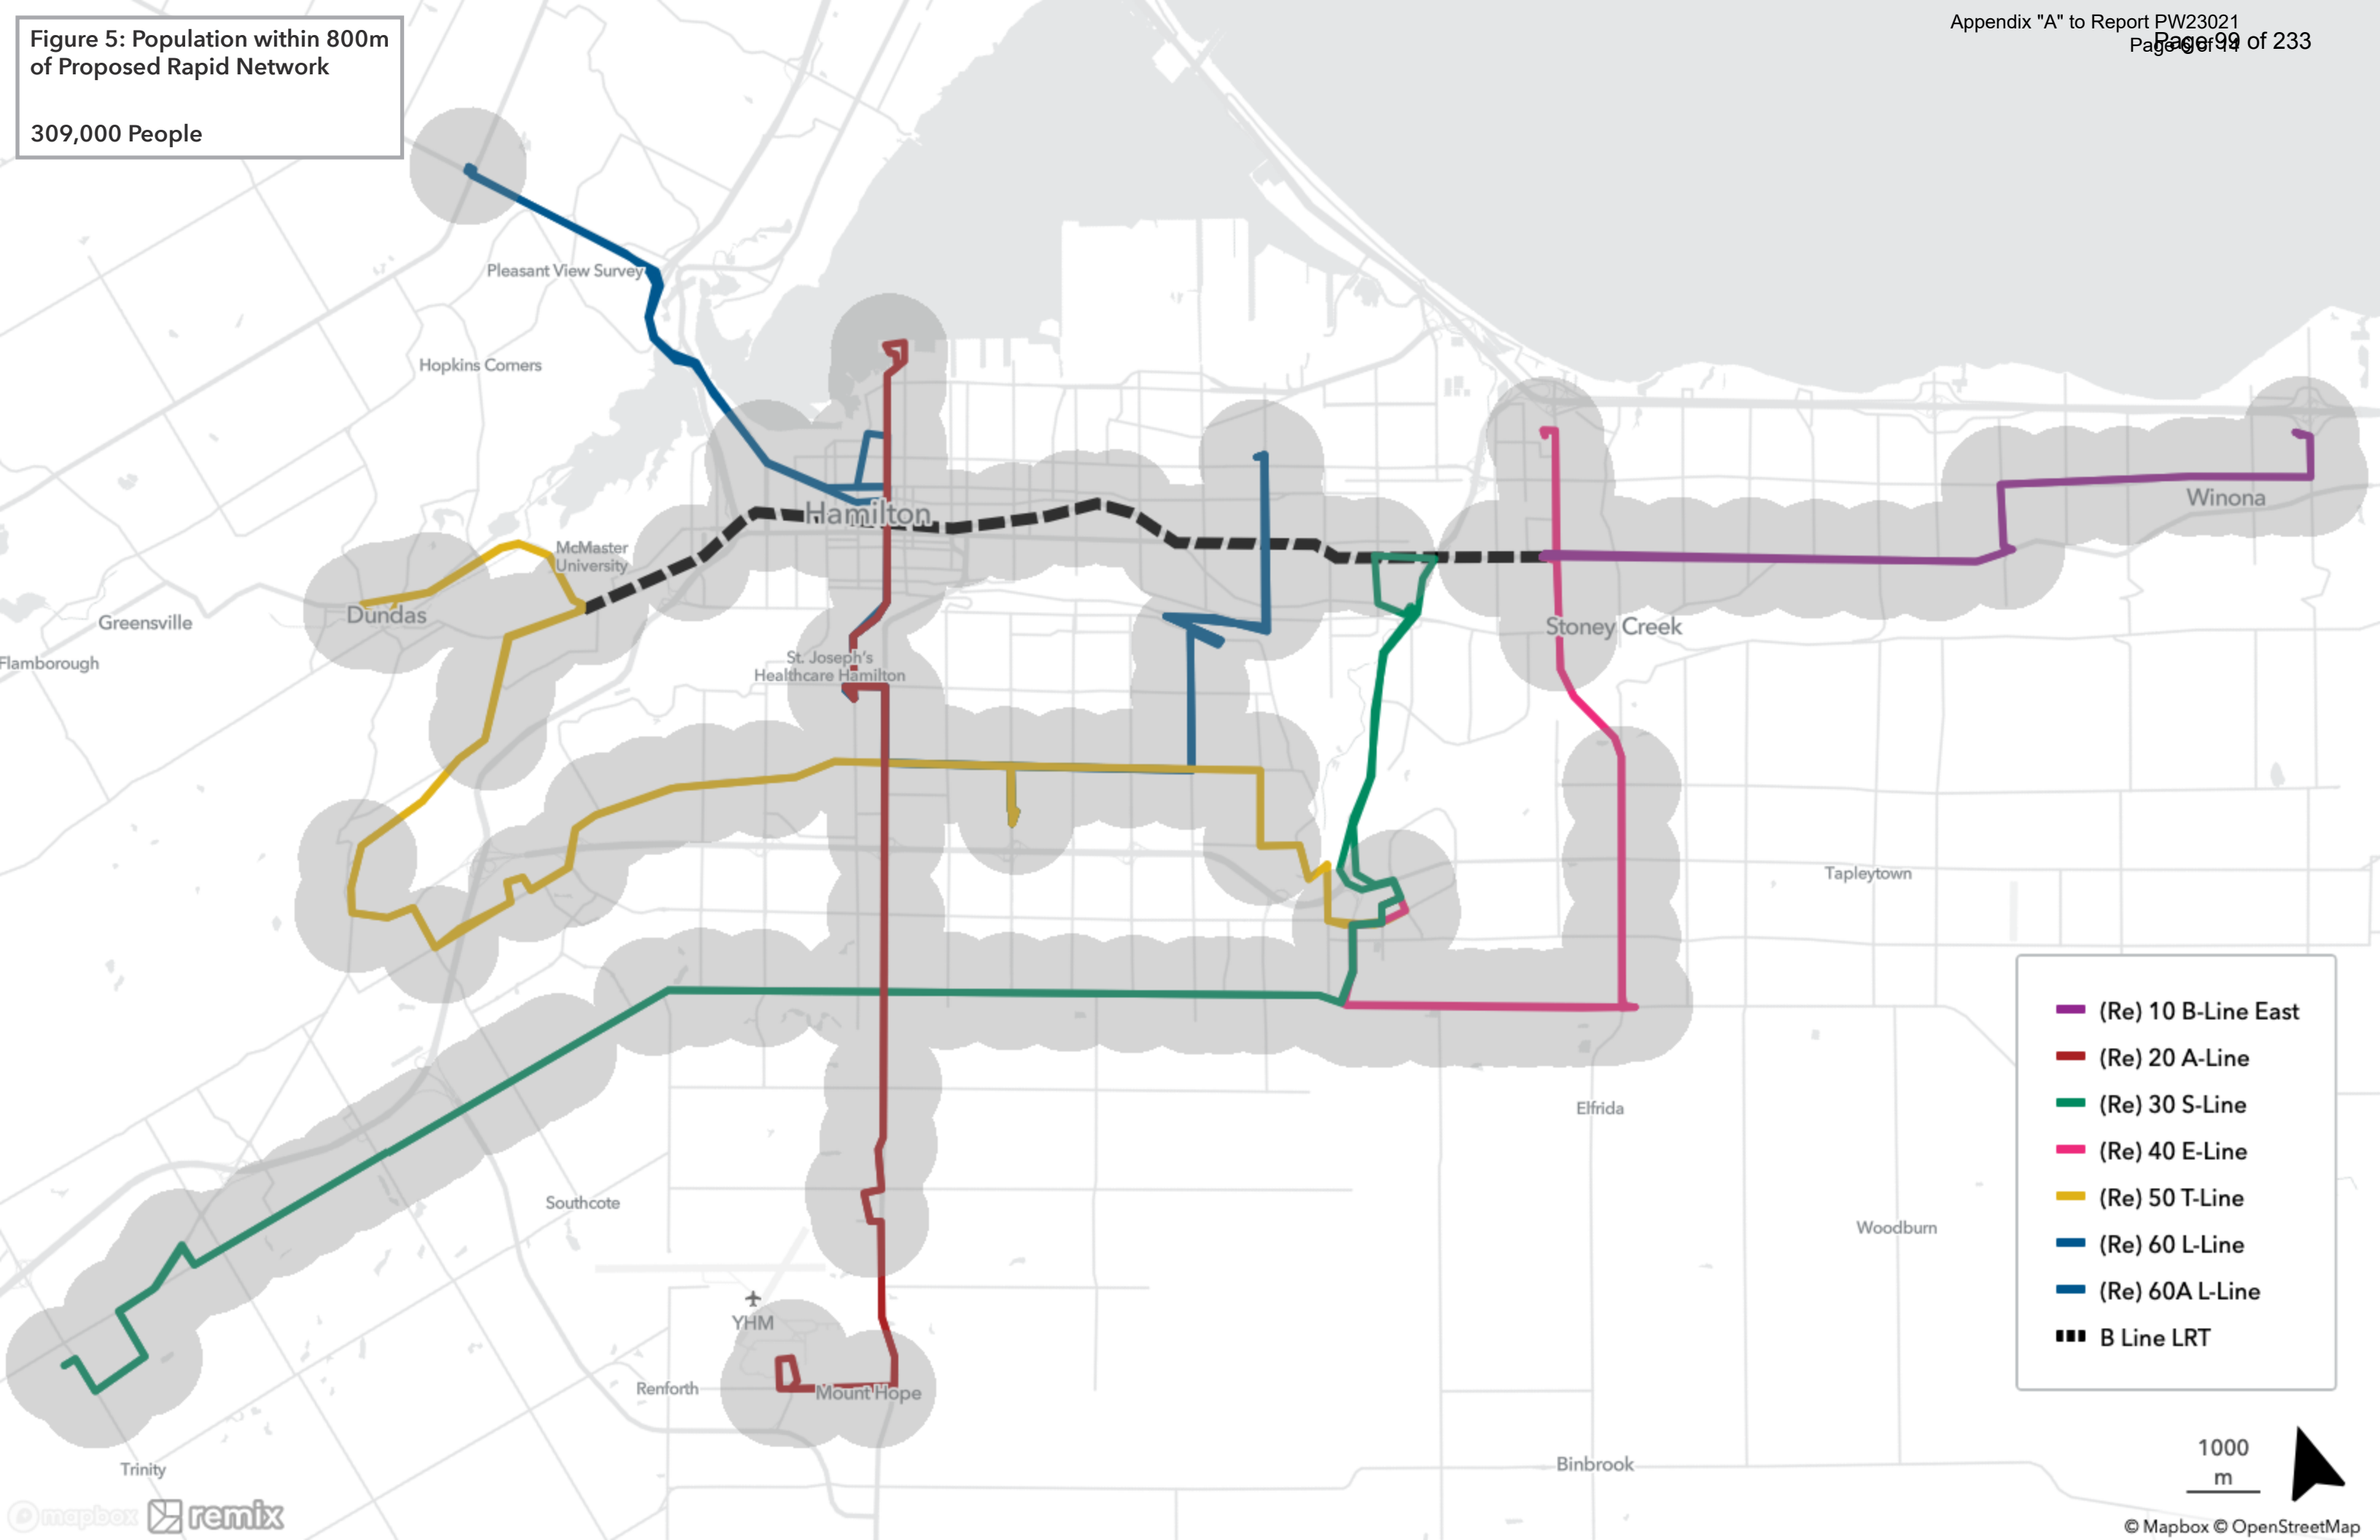 Figure 5: Population within 800m
of Proposed Rapid Network
309,000 People
Appendix "A" to Report PW23021
Page 6 of 14
Page 99 of 233
Pleasant View Survey
Hopkins Corners
Hamilton
McMaster
University
Dundas
Greensville
Flamborough
St. Joseph's
Healthcare Hamilton
Stoney Creek
Winona
Tapleytown
Elfrida
Southcote
Woodburn
YHM
Renforth
Mount Hope
Trinity
Binbrook
(Re) 10 B-Line East
(Re) 20 A-Line
(Re) 30 S-Line
(Re) 40 E-Line
(Re) 50 T-Line
(Re) 60 L-Line
(Re) 60A L-Line
B Line LRT
1000
m
mapbox remix
© Mapbox © OpenStreetMap